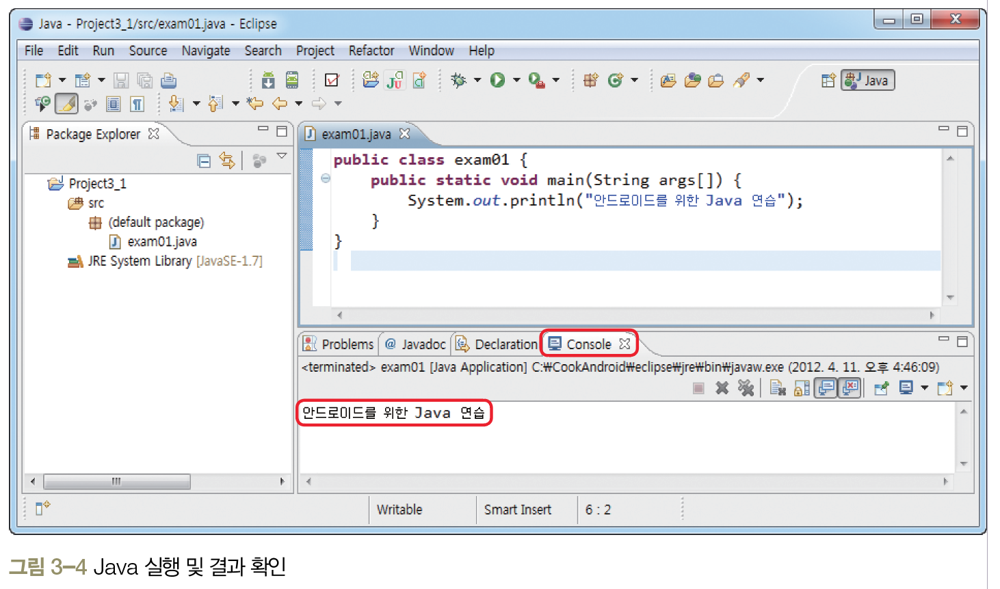 Java - Project3_1/src/exam01.java - Eclipse
File Edit Run Source Navigate Search Project Refactor Window Help
Java
Package Explorer
Project3_1
src
(default package)
exam01.java
JRE System Library [JavaSE-1.7]
exam01.java
public class exam01 {
public static void main(String args[]) {
System.out.println("안드로이드를 위한 Java 연습");
}
}
Problems @ Javadoc Declaration Console
<terminated> exam01 [Java Application] C:₩CookAndroid₩eclipse₩jre₩bin₩javaw.exe (2012. 4. 11. 오후 4:46:09)
안드로이드를 위한 Java 연습
Writable Smart Insert 6 : 2
그림 3-4 Java 실행 및 결과 확인